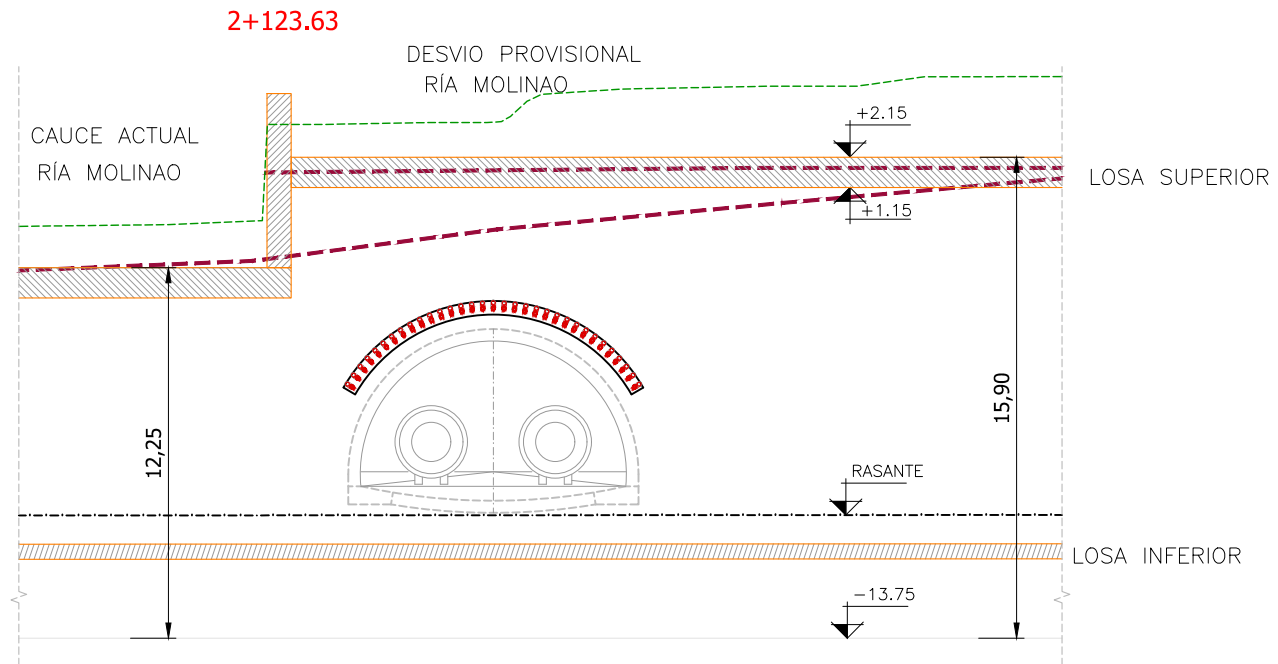 2+123.63
DESVIO PROVISIONAL
RÍA MOLINAO
CAUCE ACTUAL
RÍA MOLINAO
+2.15
LOSA SUPERIOR
+1.15
15,90
12,25
RASANTE
LOSA INFERIOR
-13.75